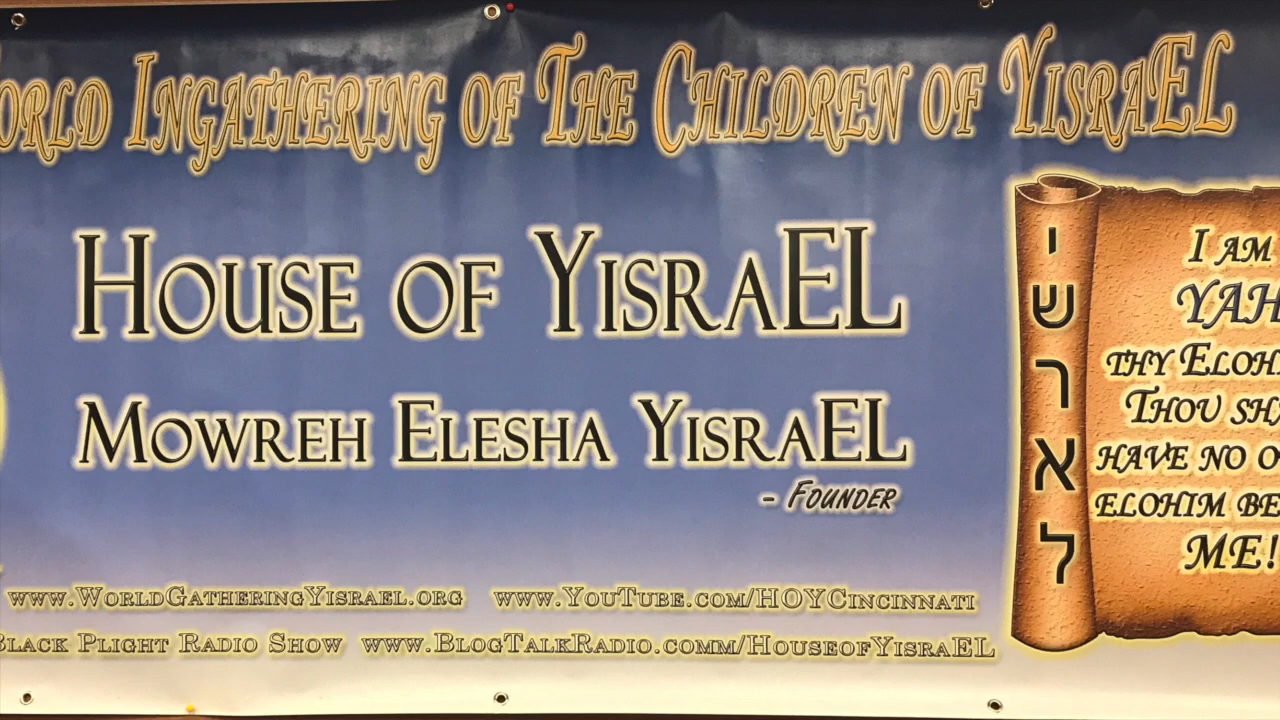 ORLD INGATHERING OF THE CHILDREN OF YISRAEL
HOUSE OF YISRAEL
MOWREH ELESHA YISRAEL
- FOUNDER
WWW.WORLDGATHERINGYISRAEL.ORG WWW.YOUTUBE.COM/HOYCINCINNATI
BLACK PLIGHT RADIO SHOW WWW.BLOGTALKRADIO.COMM/HOUSEOFYISRAEL
י
ש
ר
א
ל
I AM
YAH
THY ELOHI
THOU SHA
HAVE NO O
ELOHIM BE
ME!